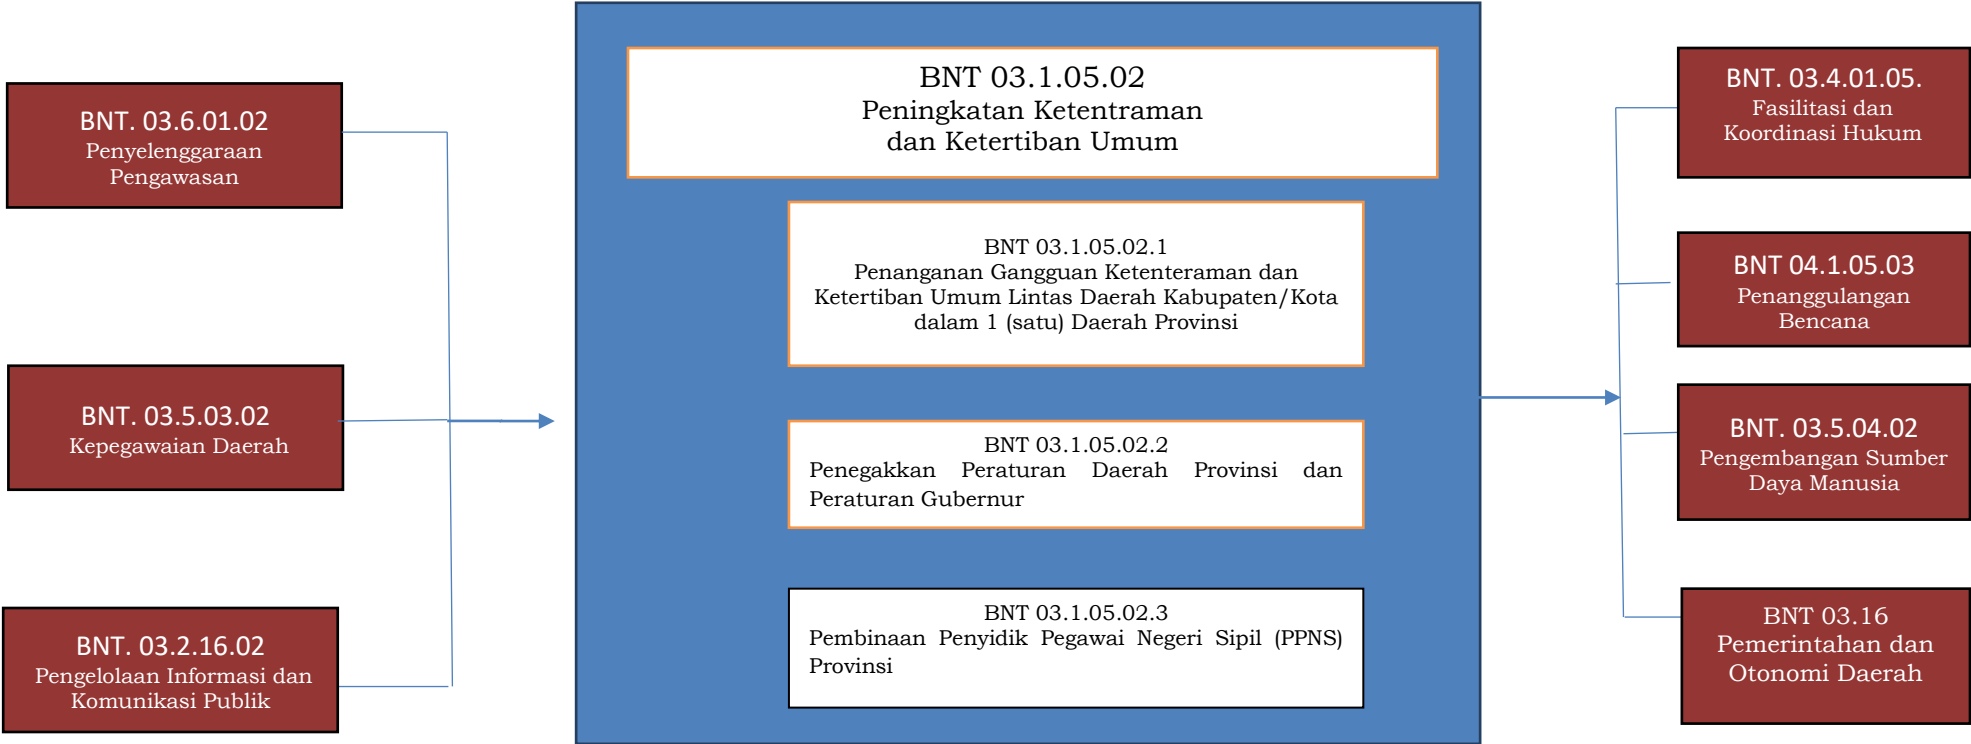 BNT. 03.6.01.02
Penyelenggaraan
Pengawasan
BNT. 03.5.03.02
Kepegawaian Daerah
BNT. 03.2.16.02
Pengelolaan Informasi dan
Komunikasi Publik
BNT 03.1.05.02
Peningkatan Ketentraman
dan Ketertiban Umum
BNT 03.1.05.02.1
Penanganan Gangguan Ketenteraman dan
Ketertiban Umum Lintas Daerah Kabupaten/Kota
dalam 1 (satu) Daerah Provinsi
BNT 03.1.05.02.2
Penegakkan Peraturan Daerah Provinsi dan
Peraturan Gubernur
BNT 03.1.05.02.3
Pembinaan Penyidik Pegawai Negeri Sipil (PPNS)
Provinsi
BNT. 03.4.01.05.
Fasilitasi dan
Koordinasi Hukum
BNT 04.1.05.03
Penanggulangan
Bencana
BNT. 03.5.04.02
Pengembangan Sumber
Daya Manusia
BNT 03.16
Pemerintahan dan
Otonomi Daerah